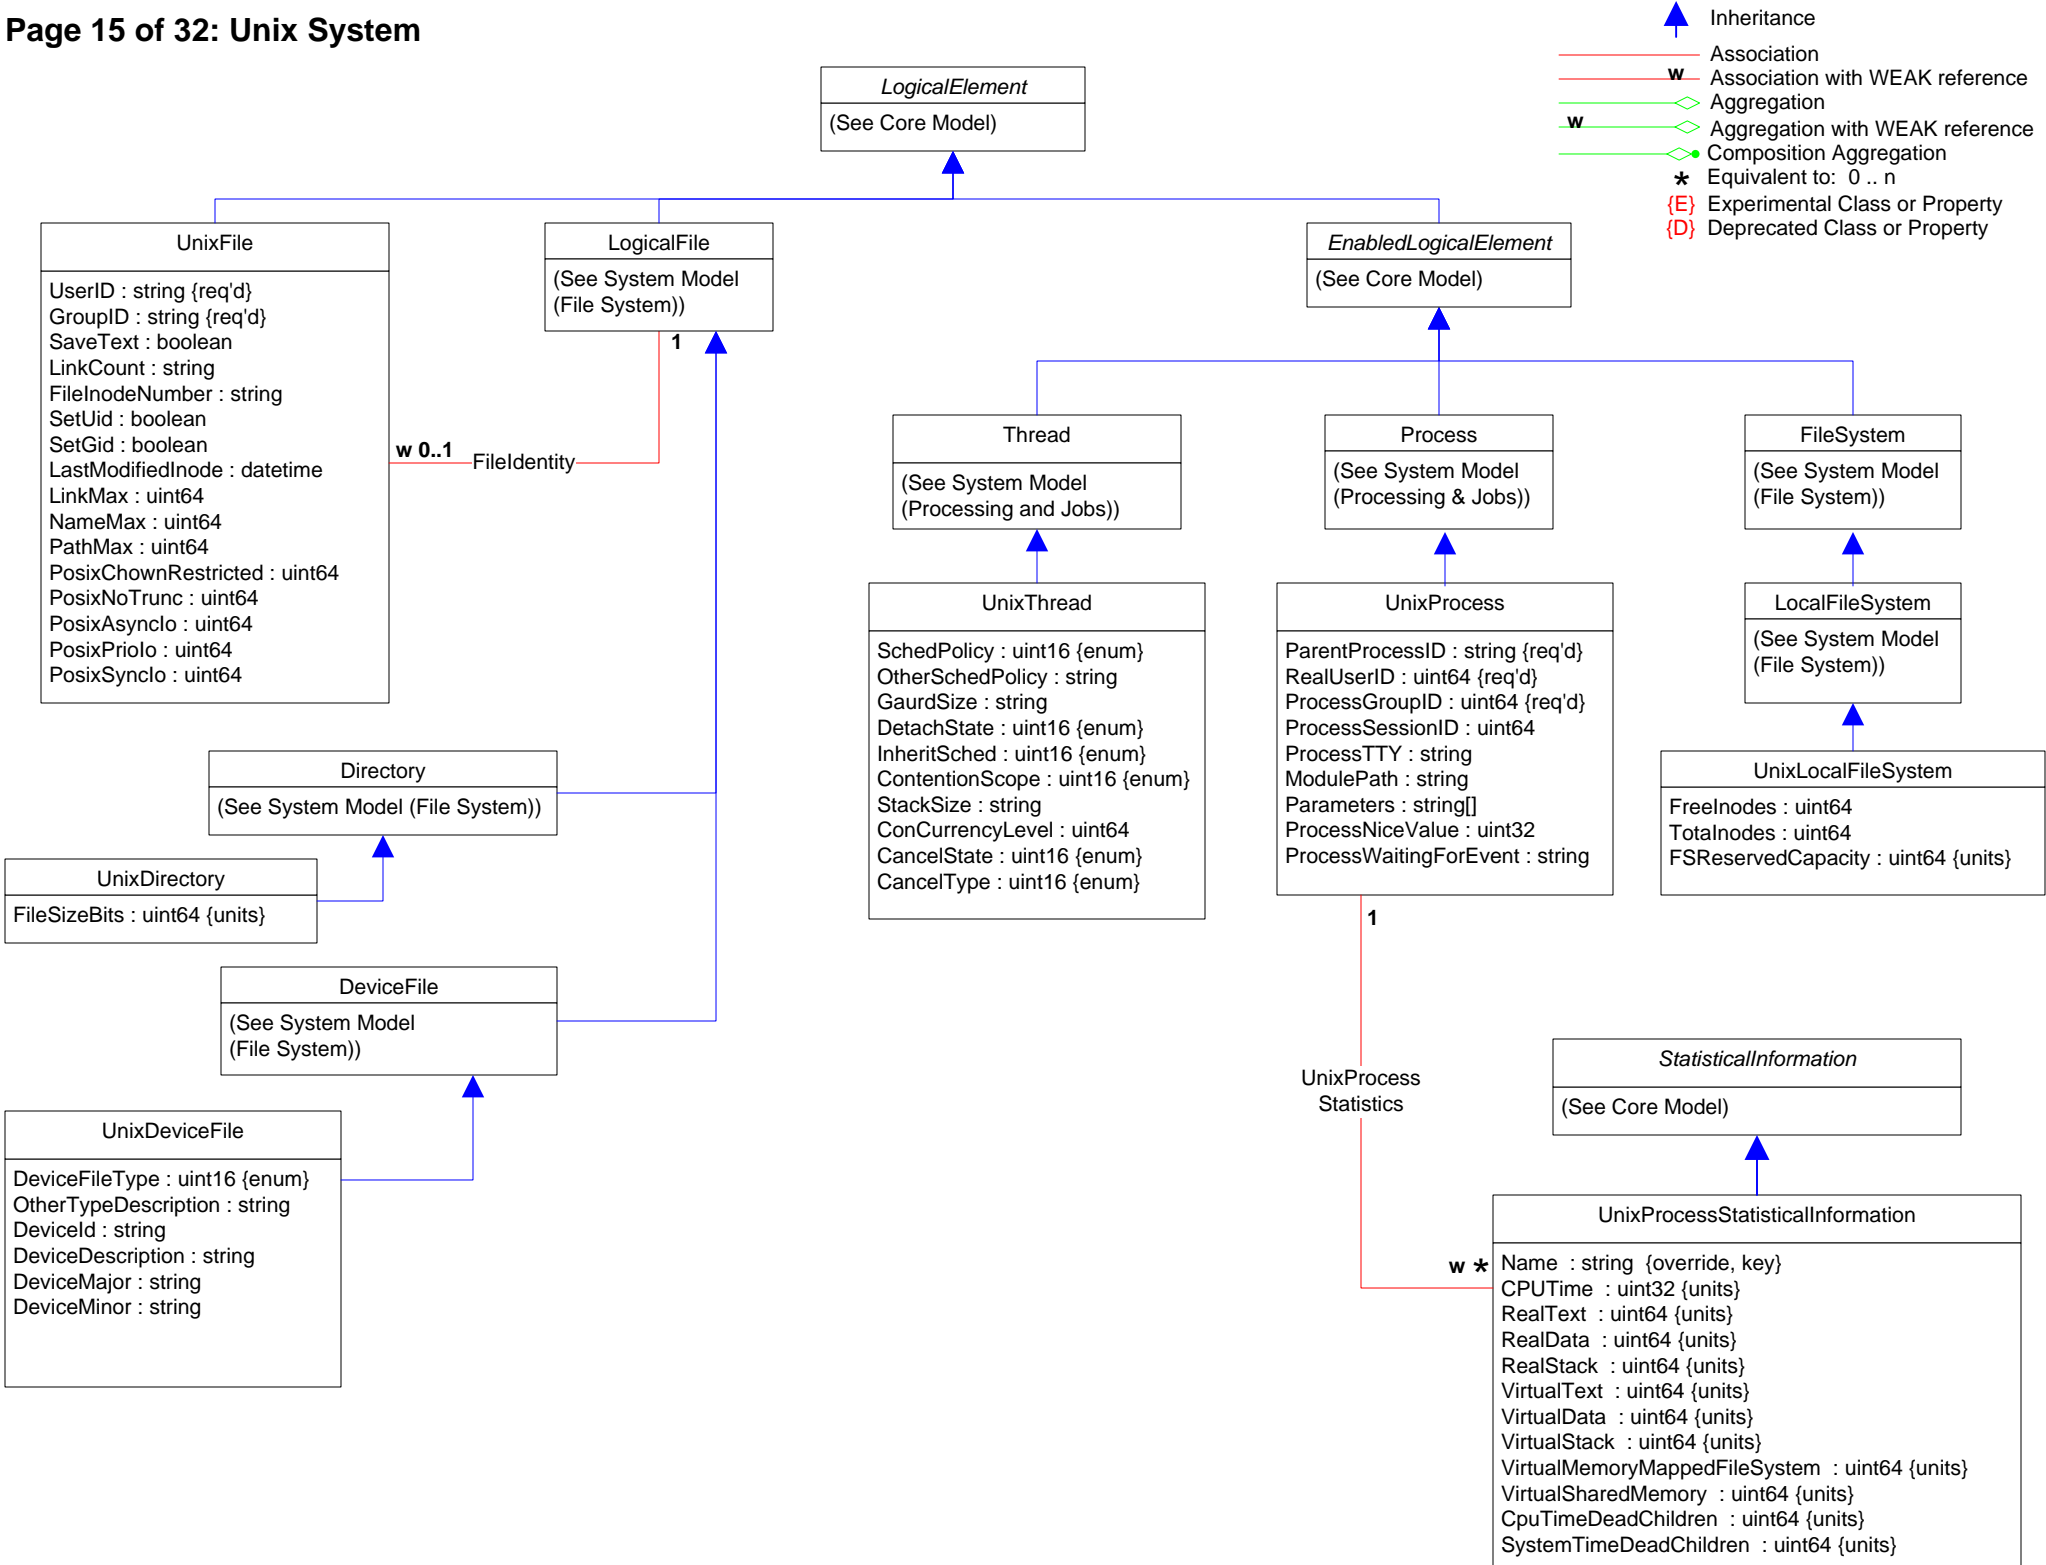 Page 15 of 32: Unix System
Inheritance
Association
w
Association with WEAK reference
Aggregation
w
Aggregation with WEAK reference
Composition Aggregation
* Equivalent to: 0 .. n
{E} Experimental Class or Property
{D} Deprecated Class or Property
LogicalElement
(See Core Model)
UnixFile
UserID : string {req'd}
GroupID : string {req'd}
SaveText : boolean
LinkCount : string
FileInodeNumber : string
SetUid : boolean
SetGid : boolean
LastModifiedInode : datetime
LinkMax : uint64
NameMax : uint64
PathMax : uint64
PosixChownRestricted : uint64
PosixNoTrunc : uint64
PosixAsyncIo : uint64
PosixPrioIo : uint64
PosixSyncIo : uint64
LogicalFile
(See System Model
(File System))
1
w 0..1
FileIdentity
EnabledLogicalElement
(See Core Model)
Thread
(See System Model
(Processing and Jobs))
Process
(See System Model
(Processing & Jobs))
FileSystem
(See System Model
(File System))
UnixThread
SchedPolicy : uint16 {enum}
OtherSchedPolicy : string
GaurdSize : string
DetachState : uint16 {enum}
InheritSched : uint16 {enum}
ContentionScope : uint16 {enum}
StackSize : string
ConCurrencyLevel : uint64
CancelState : uint16 {enum}
CancelType : uint16 {enum}
UnixProcess
ParentProcessID : string {req'd}
RealUserID : uint64 {req'd}
ProcessGroupID : uint64 {req'd}
ProcessSessionID : uint64
ProcessTTY : string
ModulePath : string
Parameters : string[]
ProcessNiceValue : uint32
ProcessWaitingForEvent : string
LocalFileSystem
(See System Model
(File System))
UnixLocalFileSystem
FreeInodes : uint64
TotalInodes : uint64
FSReservedCapacity : uint64 {units}
Directory
(See System Model (File System))
UnixDirectory
FileSizeBits : uint64 {units}
DeviceFile
(See System Model
(File System))
UnixDeviceFile
DeviceFileType : uint16 {enum}
OtherTypeDescription : string
DeviceId : string
DeviceDescription : string
DeviceMajor : string
DeviceMinor : string
1
UnixProcess
Statistics
w *
StatisticalInformation
(See Core Model)
UnixProcessStatisticalInformation
Name : string {override, key}
CPUTime : uint32 {units}
RealText : uint64 {units}
RealData : uint64 {units}
RealStack : uint64 {units}
VirtualText : uint64 {units}
VirtualData : uint64 {units}
VirtualStack : uint64 {units}
VirtualMemoryMappedFileSystem : uint64 {units}
VirtualSharedMemory : uint64 {units}
CpuTimeDeadChildren : uint64 {units}
SystemTimeDeadChildren : uint64 {units}